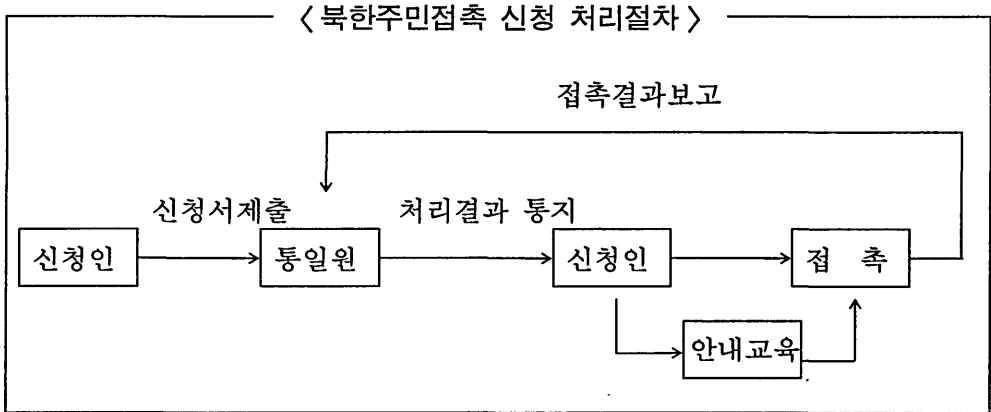 〈북한주민접촉 신청 처리절차〉
접촉결과보고
신청서제출 처리결과 통지
신청인 통일원 신청인 접 촉
안내교육